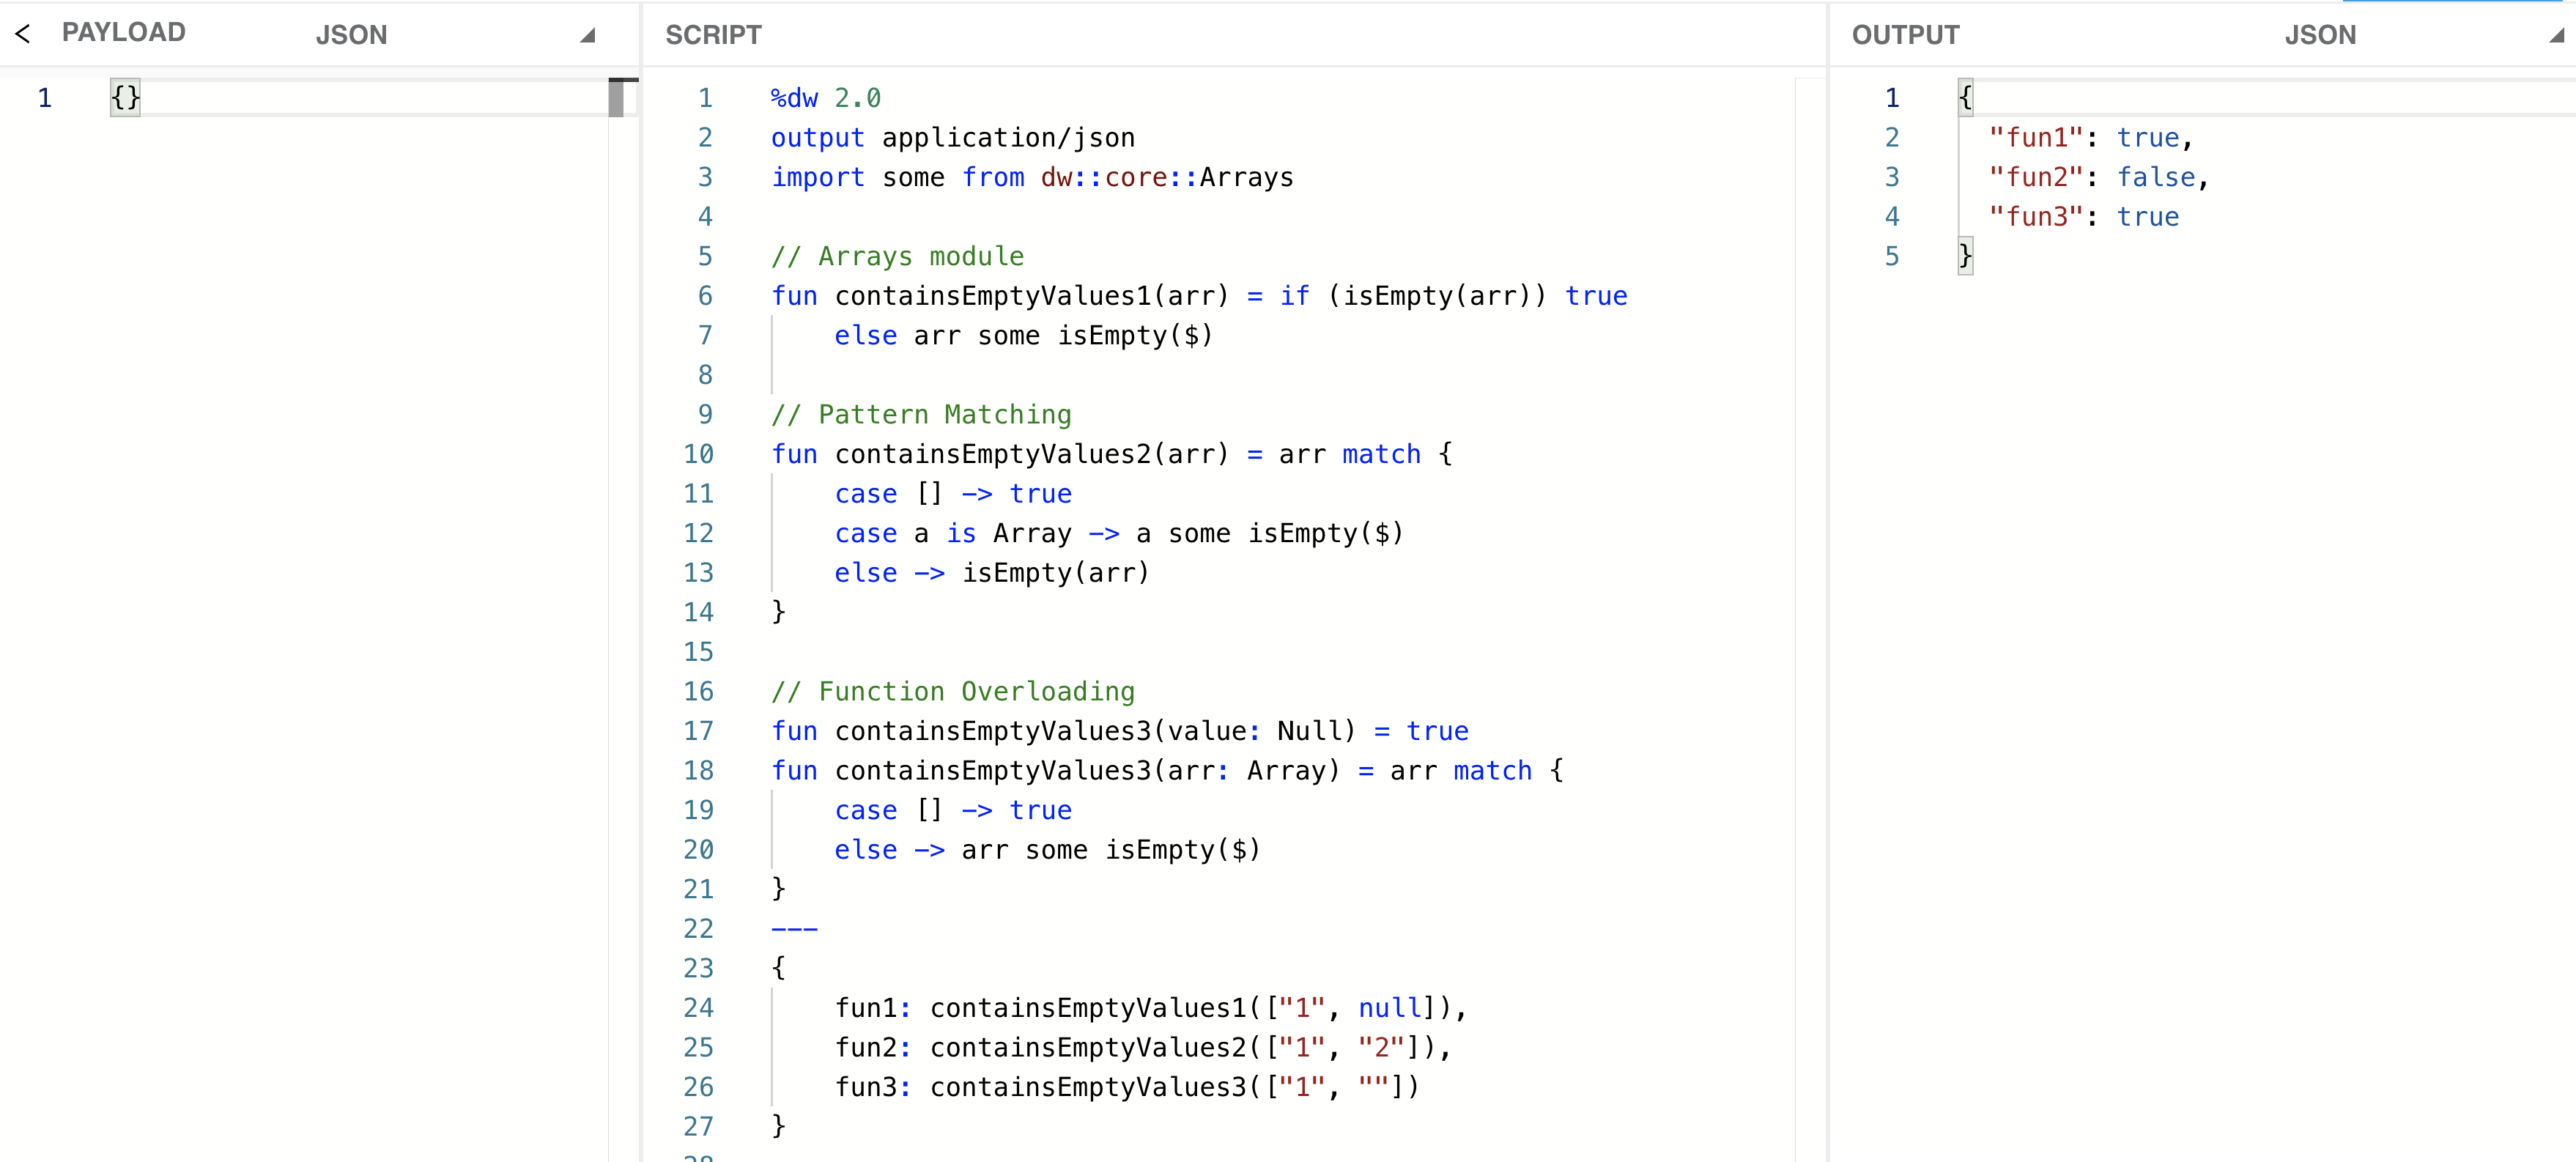 < PAYLOAD JSON
1 {}
SCRIPT
1 %dw 2.0
2 output application/json
3 import some from dw::core::Arrays
4
5 // Arrays module
6 fun containsEmptyValues1(arr) = if (isEmpty(arr)) true
7     else arr some isEmpty($)
8
9 // Pattern Matching
10 fun containsEmptyValues2(arr) = arr match {
11     case [] -> true
12     case a is Array -> a some isEmpty($)
13     else -> isEmpty(arr)
14 }
15
16 // Function Overloading
17 fun containsEmptyValues3(value: Null) = true
18 fun containsEmptyValues3(arr: Array) = arr match {
19     case [] -> true
20     else -> arr some isEmpty($)
21 }
22 ---
23 {
24     fun1: containsEmptyValues1(["1", null]),
25     fun2: containsEmptyValues2(["1", "2"]),
26     fun3: containsEmptyValues3(["1", ""])
27 }
OUTPUT JSON
1 {
2   "fun1": true,
3   "fun2": false,
4   "fun3": true
5 }